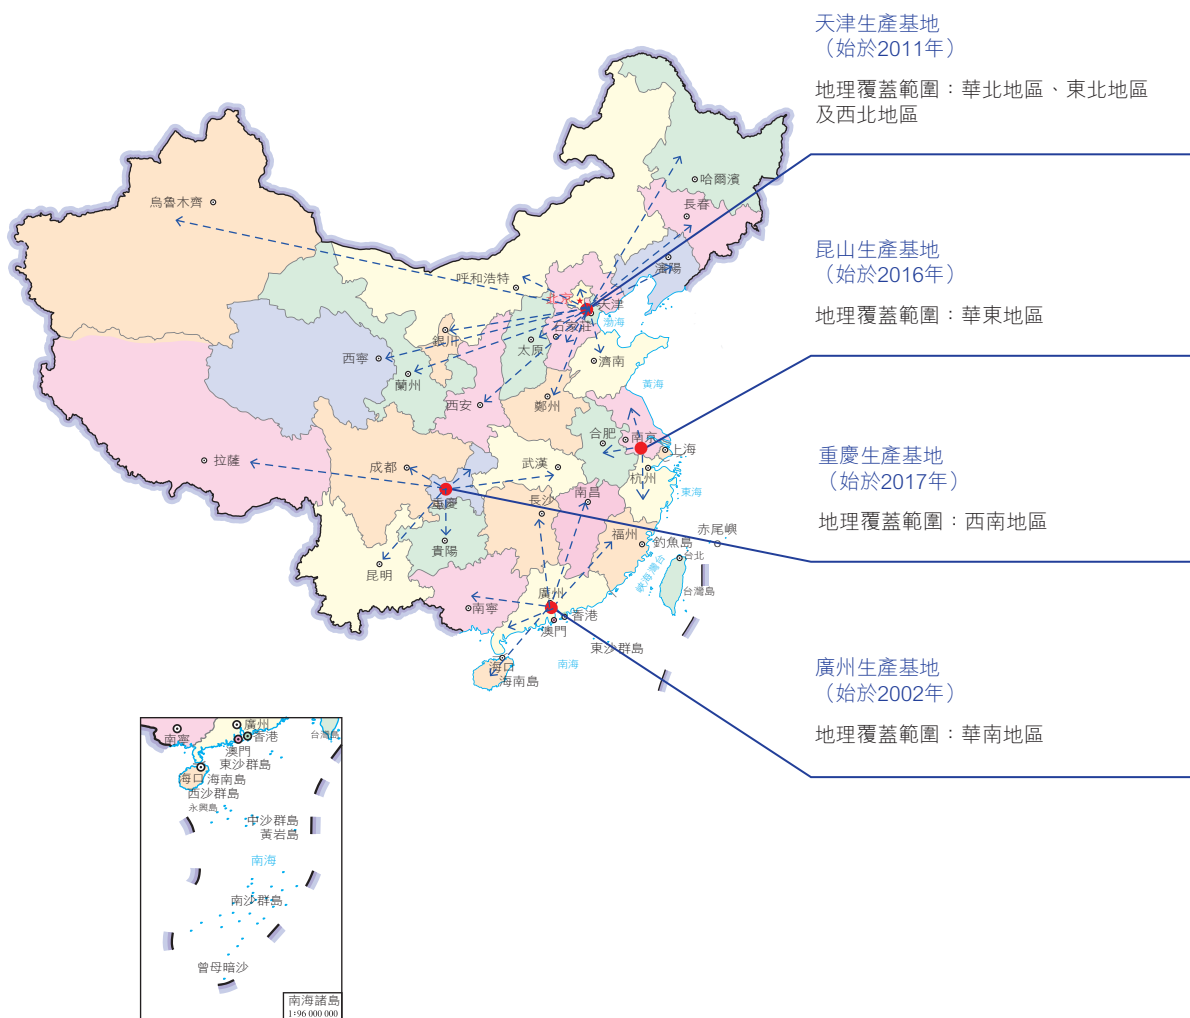 天津生產基地
（始於2011年）
地理覆蓋範圍：華北地區、東北地區
及西北地區
昆山生產基地
（始於2016年）
地理覆蓋範圍：華東地區
重慶生產基地
（始於2017年）
地理覆蓋範圍：西南地區
廣州生產基地
（始於2002年）
地理覆蓋範圍：華南地區
哈爾濱
長春
瀋陽
烏魯木齊
呼和浩特
北京
天津
渤海
石家莊
銀川
太原
濟南
西寧
蘭州
西安
鄭州
黃海
合肥
南京
上海
拉薩
成都
武漢
杭州
重慶
南昌
東海
長沙
貴陽
福州
釣魚島
赤尾嶼
台北
昆明
台灣海峽
台灣島
廣州
南寧
香港
澳門
東沙群島
海口
南海
海南島
廣州
南寧
香港
澳門
台灣島
東沙群島
海口
海南島
西沙群島
永興島
中沙群島
黃岩島
南海
南沙群島
曾母暗沙
南海諸島
1:96 000 000